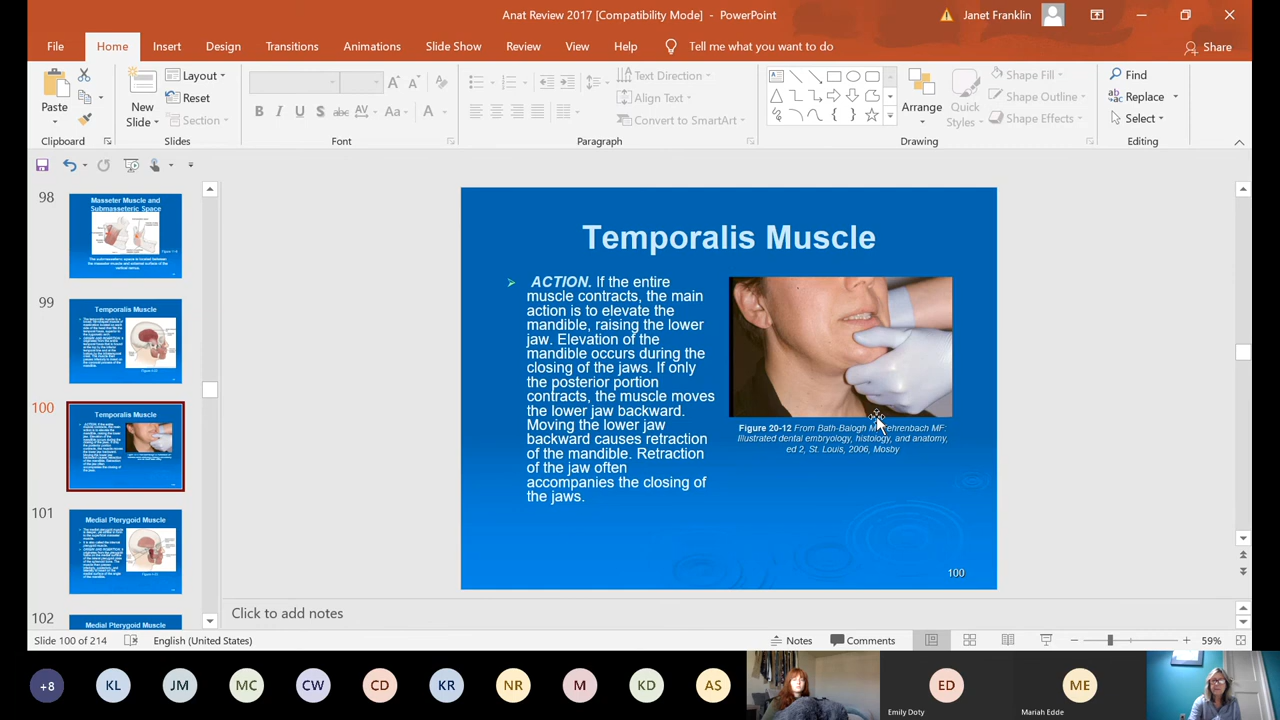 Anat Review 2017 [Compatibility Mode] - PowerPoint
Janet Franklin
File Home Insert Design Transitions Animations Slide Show Review View Help Tell me what you want to do
Share
Paste
New
Slide
Layout
Reset
Section
Text Direction
Align Text
Convert to SmartArt
Arrange
Quick
Styles
Shape Fill
Shape Outline
Shape Effects
Find
Replace
Select
Clipboard Slides Font Paragraph Drawing Editing
98
Masseter Muscle and
Submasseteric Space
99
Temporalis Muscle
100
Temporalis Muscle
101
Medial Pterygoid Muscle
102
Medial Pterygoid Muscle
Temporalis Muscle
ACTION. If the entire
muscle contracts, the main
action is to elevate the
mandible, raising the lower
jaw. Elevation of the
mandible occurs during the
closing of the jaws. If only
the posterior portion
contracts, the muscle moves
the lower jaw backward.
Moving the lower jaw
backward causes retraction
of the mandible. Retraction
of the jaw often
accompanies the closing of
the jaws.
Figure 20-12 From Bath-Balogh M, Fehrenbach MF:
Illustrated dental embryology, histology, and anatomy,
ed 2, St. Louis, 2006, Mosby
100
Click to add notes
Slide 100 of 214 English (United States) Notes Comments 59%
+8 KL JM MC CW CD KR NR M KD AS ED ME
Emily Doty Mariah Edde